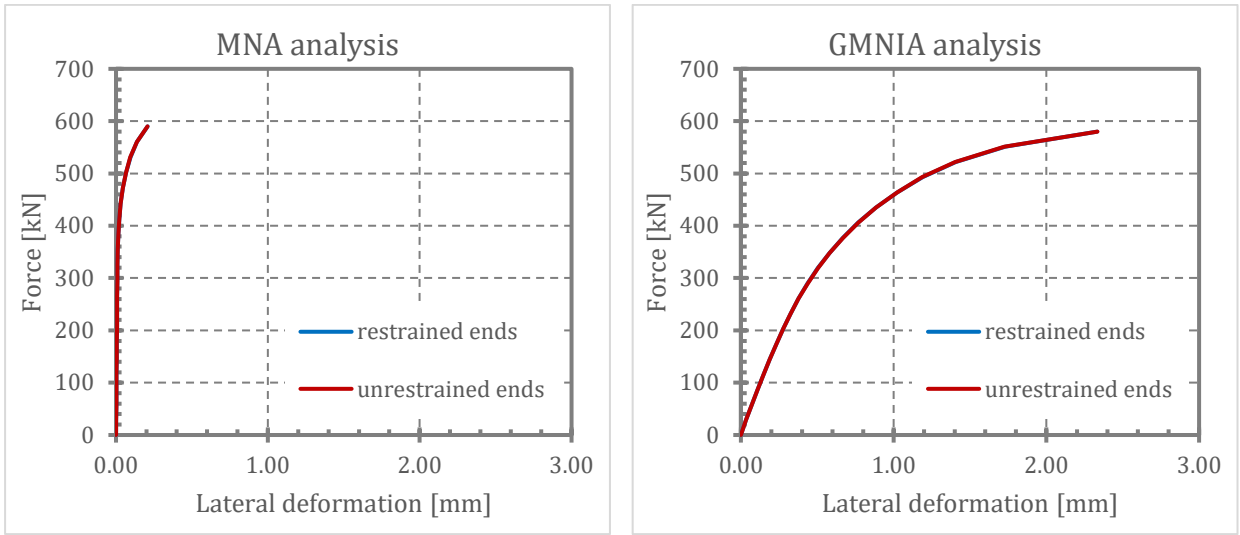 MNA analysis
700
600
500
400
300
200
100
0
Force [kN]
restrained ends
unrestrained ends
0.00 1.00 2.00 3.00
Lateral deformation [mm]
GMNIA analysis
700
600
500
400
300
200
100
0
Force [kN]
restrained ends
unrestrained ends
0.00 1.00 2.00 3.00
Lateral deformation [mm]